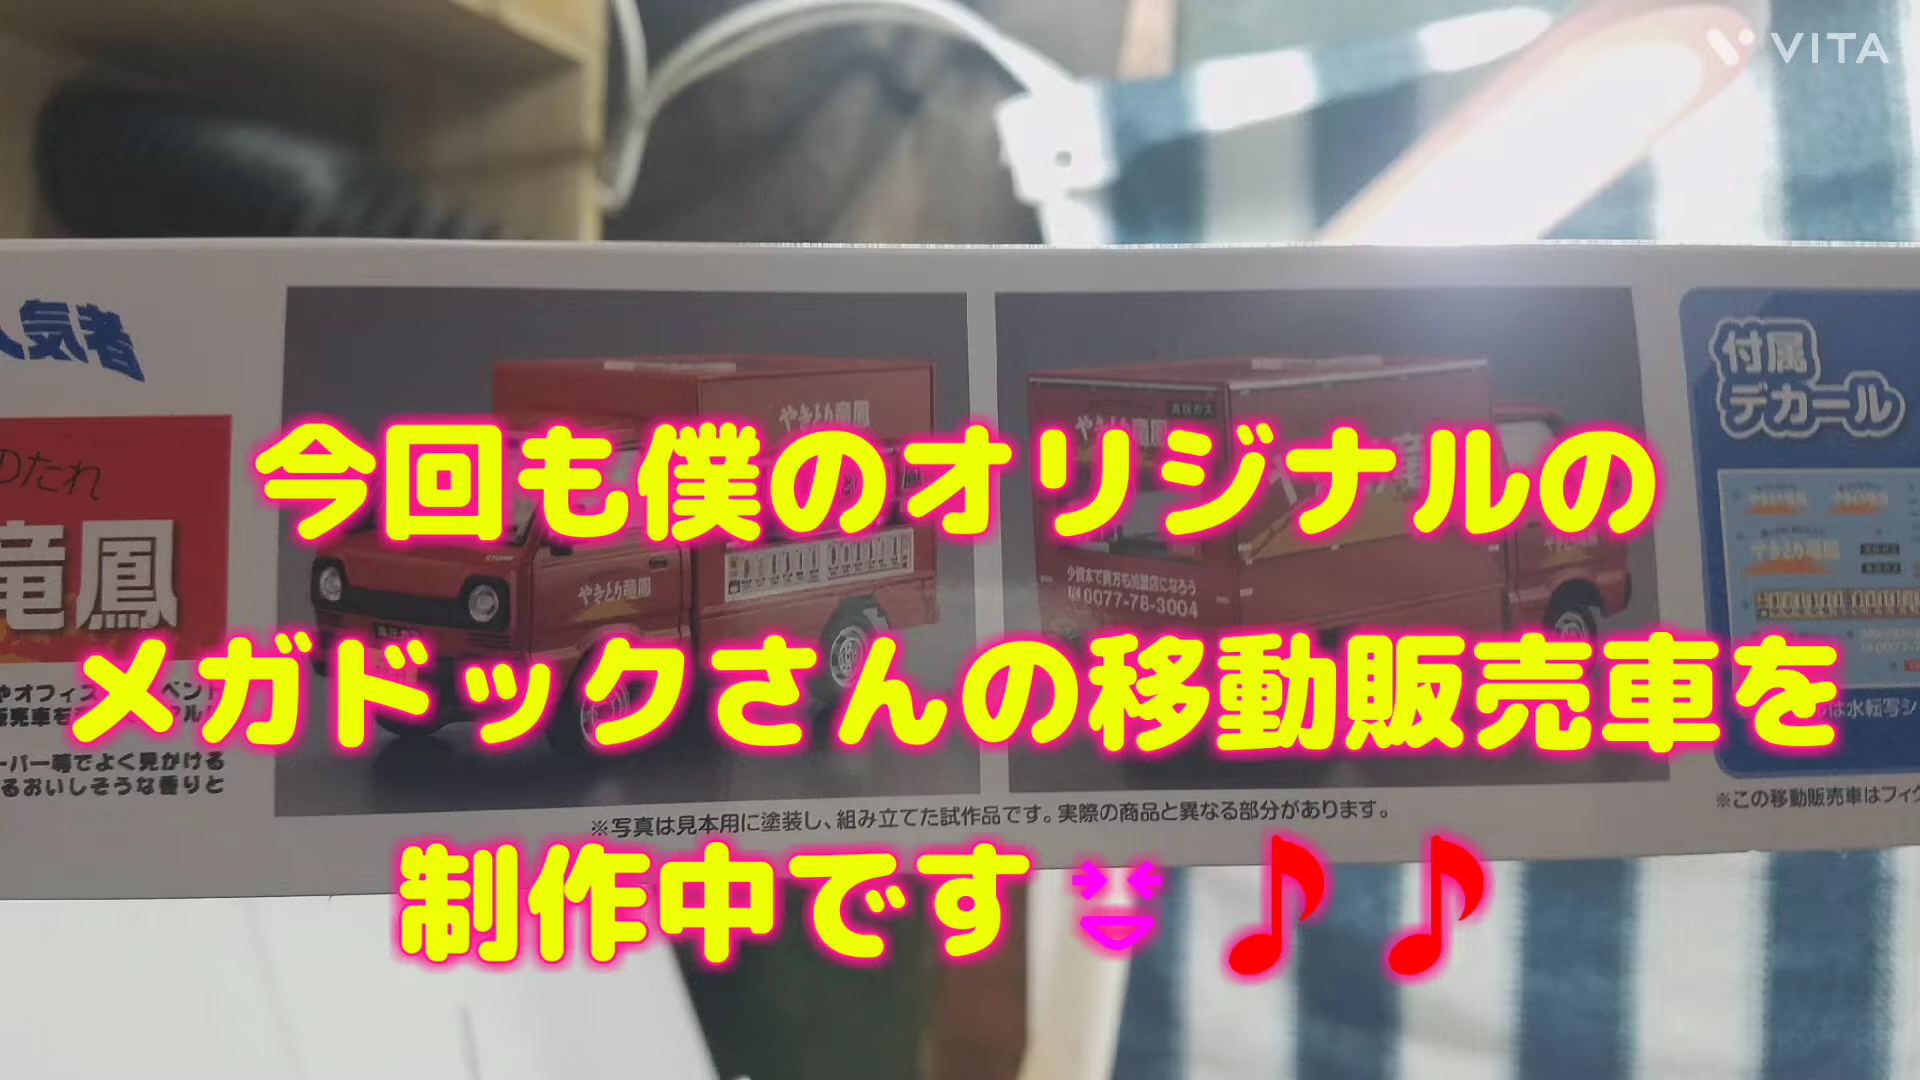 VITA
人気者
付属
デカール
のたれ
竜鳳
やきとり竜鳳
やきとり竜鳳
今回も僕のオリジナルの
メガドックさんの移動販売車を
制作中です
少資本で貴方も加盟店になろう
0077-78-3004
ーパー等でよく見かける
るおいしそうな香りと
は水転写シ
※写真は見本用に塗装し、組み立てた試作品です。実際の商品と異なる部分があります。
※この移動販売車はフィク